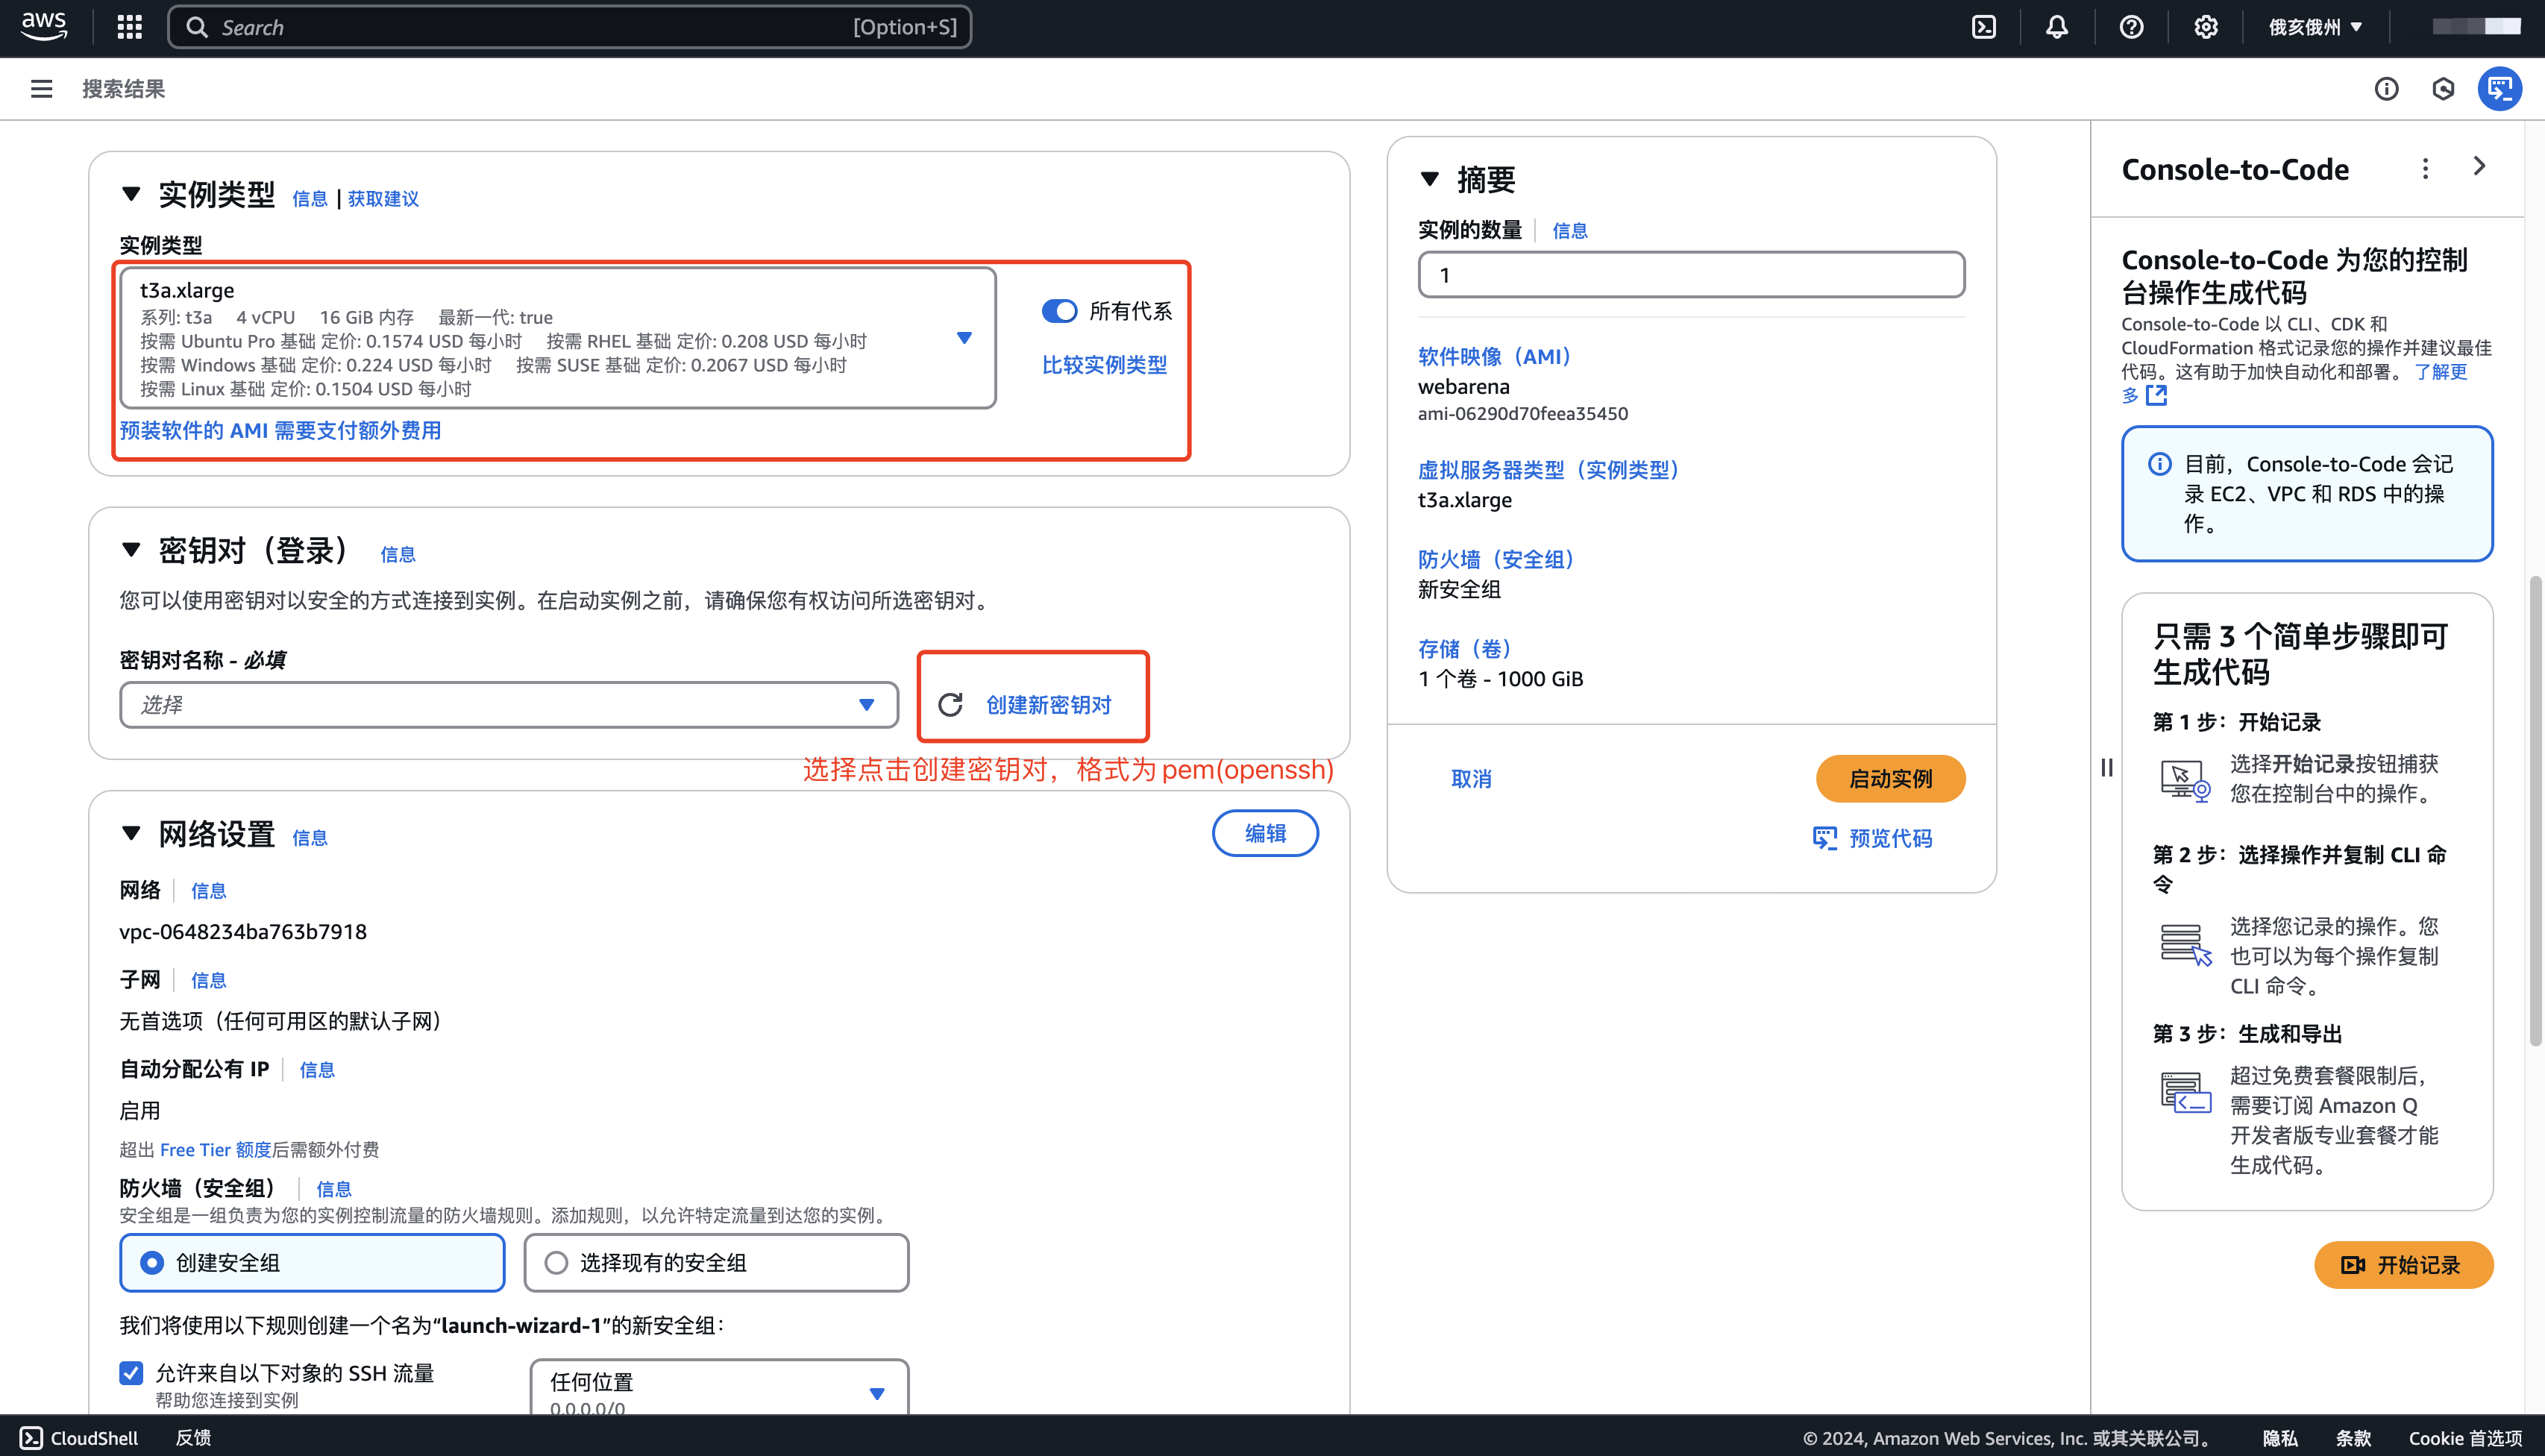 aws
Search
[Option+S]
俄亥俄州
搜索结果
实例类型
信息 | 获取建议
实例类型
t3a.xlarge
系列: t3a 4 vCPU 16 GiB 内存 最新一代: true
按需 Ubuntu Pro 基础 定价: 0.1574 USD 每小时 按需 RHEL 基础 定价: 0.208 USD 每小时
按需 Windows 基础 定价: 0.224 USD 每小时 按需 SUSE 基础 定价: 0.2067 USD 每小时
按需 Linux 基础 定价: 0.1504 USD 每小时
所有代系
比较实例类型
预装软件的 AMI 需要支付额外费用
密钥对（登录） 信息
您可以使用密钥对以安全的方式连接到实例。在启动实例之前，请确保您有权访问所选密钥对。
密钥对名称 - 必填
选择
创建新密钥对
选择点击创建密钥对，格式为 pem(openssh)
网络设置 信息
编辑
网络 信息
vpc-0648234ba763b7918
子网 信息
无首选项（任何可用区的默认子网）
自动分配公有 IP 信息
启用
超出 Free Tier 额度后需额外付费
防火墙（安全组） 信息
安全组是一组负责为您的实例控制流量的防火墙规则。添加规则，以允许特定流量到达您的实例。
创建安全组
选择现有的安全组
我们将使用以下规则创建一个名为“launch-wizard-1”的新安全组：
允许来自以下对象的 SSH 流量
帮助您连接到实例
任何位置
0.0.0.0/0
摘要
实例的数量 信息
1
软件映像（AMI）
webarena
ami-06290d70feea35450
虚拟服务器类型（实例类型）
t3a.xlarge
防火墙（安全组）
新安全组
存储（卷）
1 个卷 - 1000 GiB
取消
启动实例
预览代码
Console-to-Code
Console-to-Code 为您的控制
台操作生成代码
Console-to-Code 以 CLI、CDK 和
CloudFormation 格式记录您的操作并建议最佳
代码。这有助于加快自动化和部署。 了解更
多
目前，Console-to-Code 会记
录 EC2、VPC 和 RDS 中的操
作。
只需 3 个简单步骤即可
生成代码
第 1 步：开始记录
选择开始记录按钮捕获
您在控制台中的操作。
第 2 步：选择操作并复制 CLI 命
令
选择您记录的操作。您
也可以为每个操作复制
CLI 命令。
第 3 步：生成和导出
超过免费套餐限制后，
需要订阅 Amazon Q
开发者版专业套餐才能
生成代码。
开始记录
CloudShell
反馈
© 2024, Amazon Web Services, Inc. 或其关联公司。
隐私
条款
Cookie 首选项